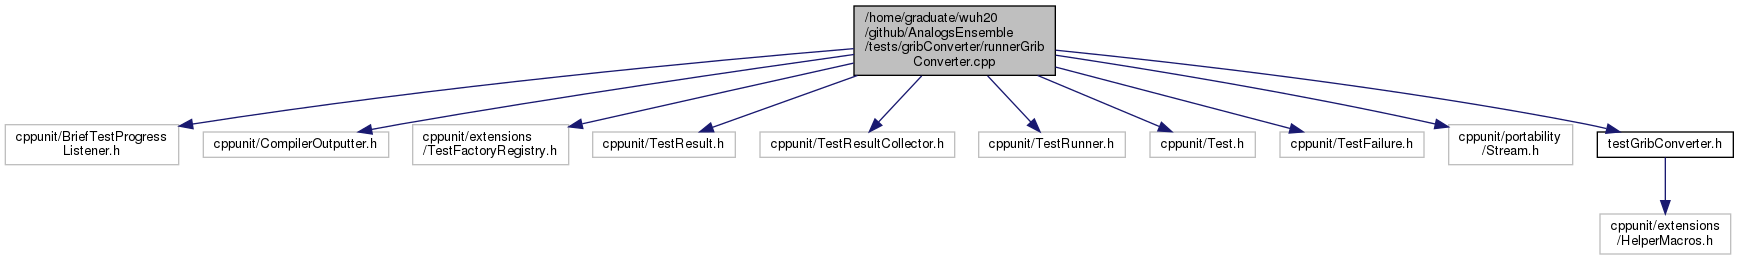 /home/graduate/wuh20
/github/AnalogsEnsemble
/tests/gribConverter/runnerGrib
Converter.cpp
cppunit/BriefTestProgress
Listener.h
cppunit/CompilerOutputter.h
cppunit/extensions
/TestFactoryRegistry.h
cppunit/TestResult.h
cppunit/TestResultCollector.h
cppunit/TestRunner.h
cppunit/Test.h
cppunit/TestFailure.h
cppunit/portability
/Stream.h
testGribConverter.h
cppunit/extensions
/HelperMacros.h